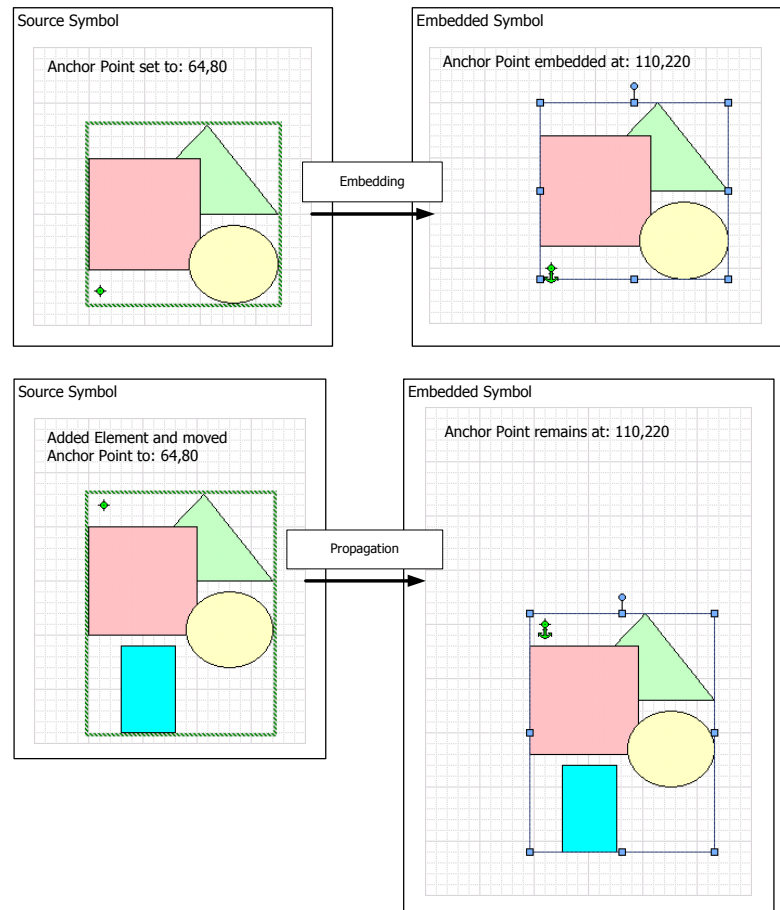 Source Symbol
Embedded Symbol
Anchor Point set to: 64,80
Anchor Point embedded at: 110,220
Embedding
Source Symbol
Embedded Symbol
Added Element and moved
Anchor Point to: 64,80
Anchor Point remains at: 110,220
Propagation